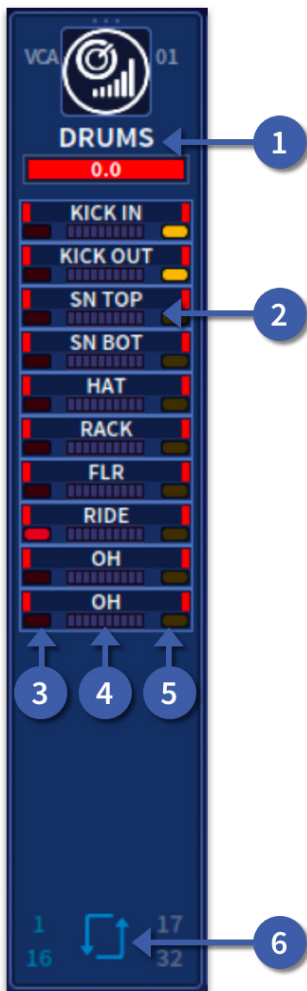 VCA 01
DRUMS 1
0.0
KICK IN
KICK OUT
SN TOP 2
SN BOT
HAT
RACK
FLR
RIDE
OH
OH
3 4 5
1 17
16 32
6